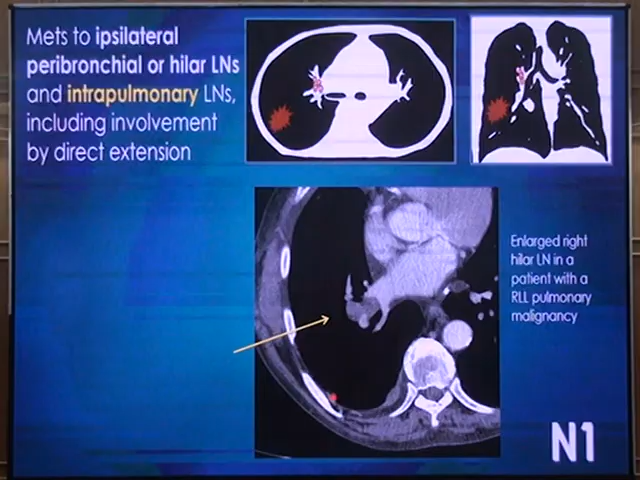 Mets to ipsilateral
peribronchial or hilar LNs
and intrapulmonary LNs,
including involvement
by direct extension
Enlarged right
hilar LN in a
patient with a
RLL pulmonary
malignancy
N1